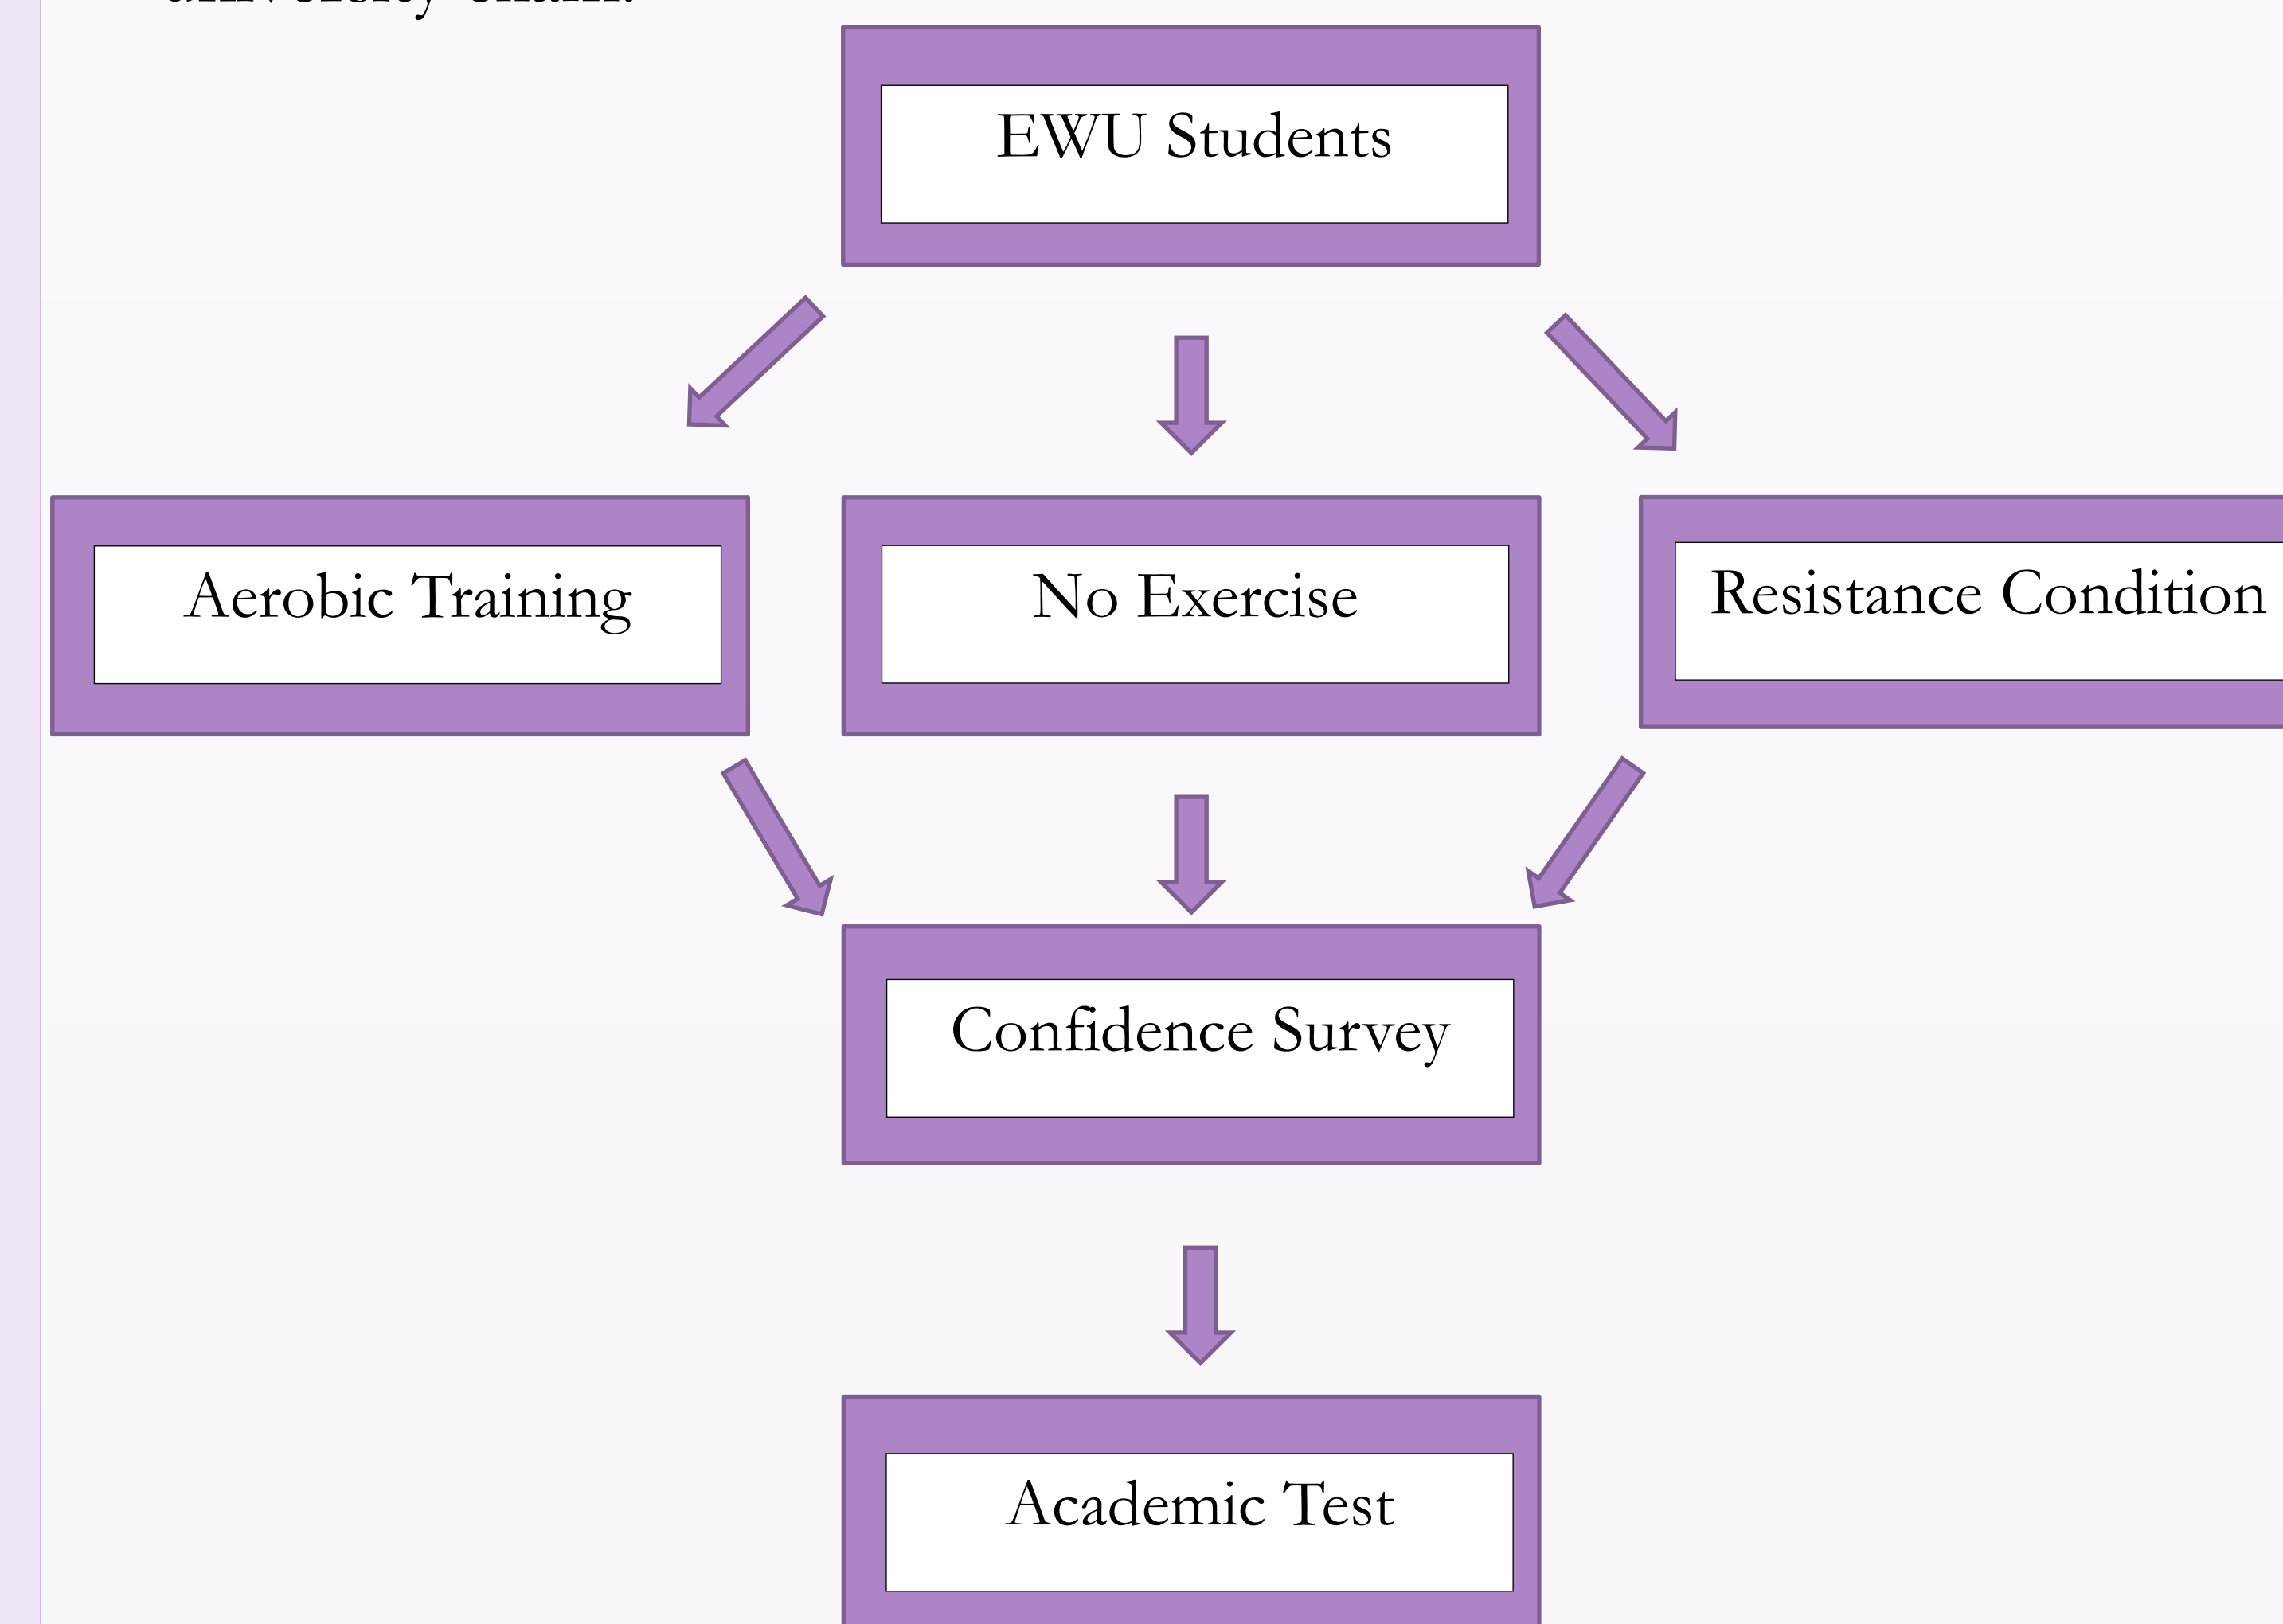 EWU Students
Aerobic Training
No Exercise
Resistance Condition
Confidence Survey
Academic Test